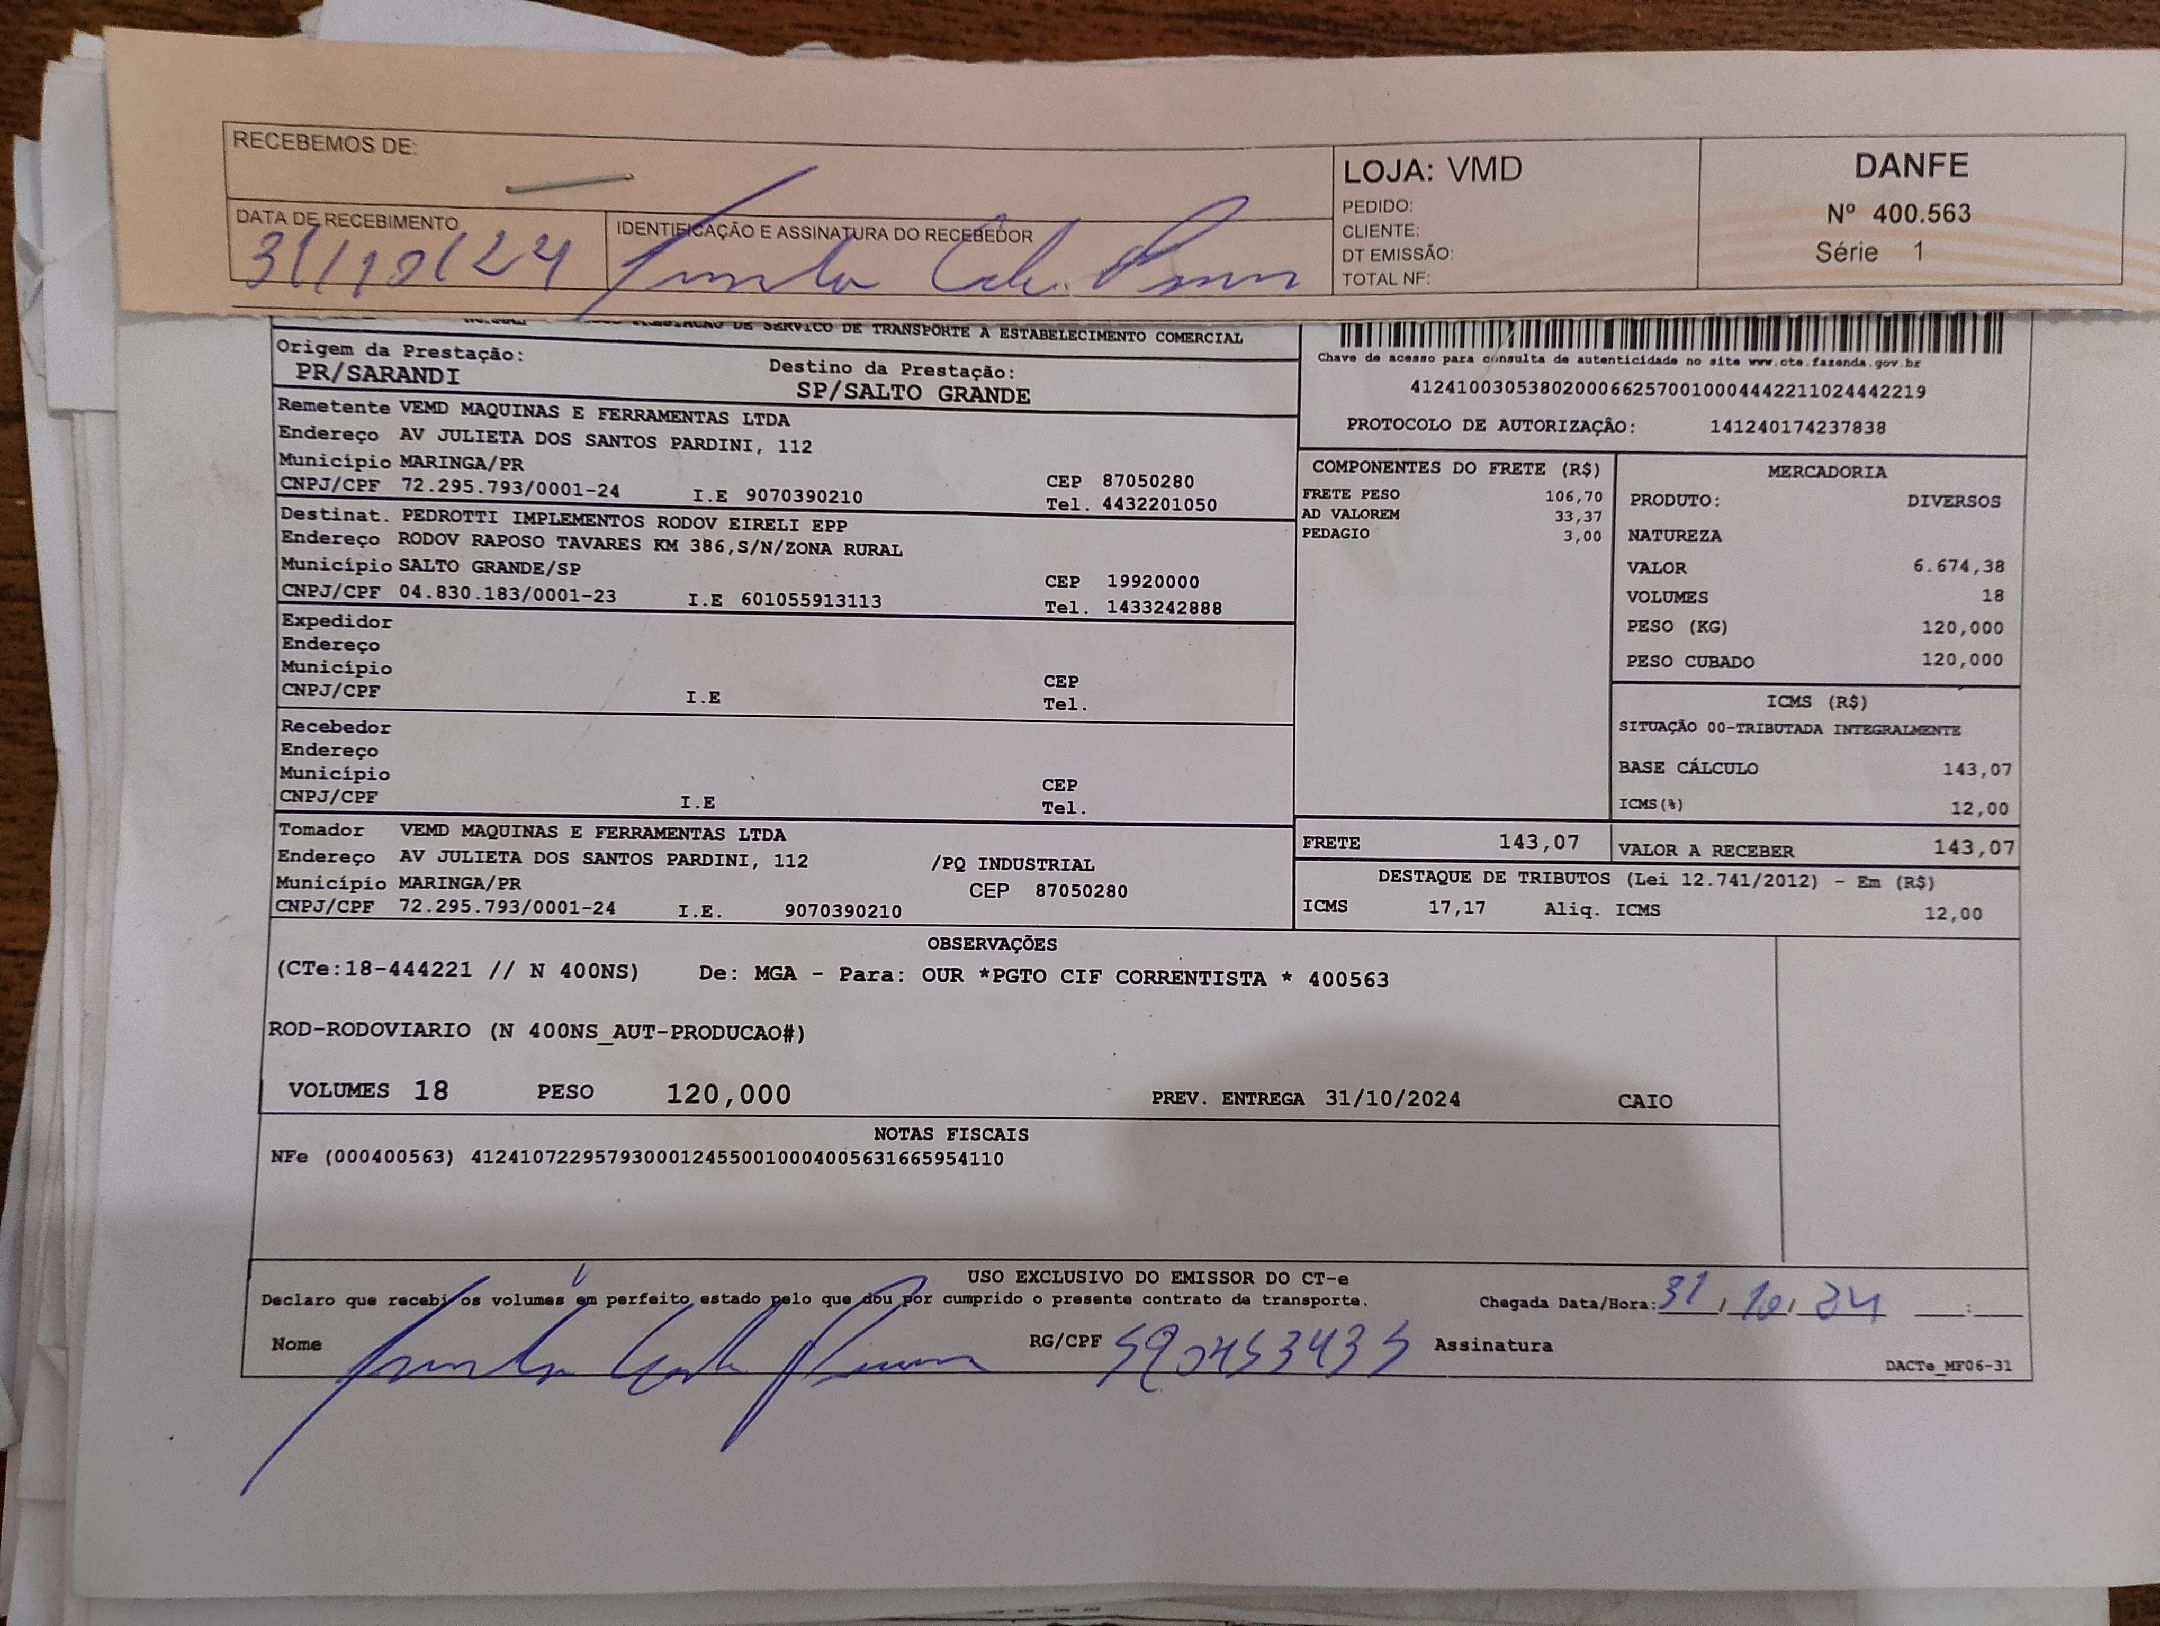 RECEBEMOS DE:
DATA DE RECEBIMENTO
31/10/24
IDENTIFICAÇÃO E ASSINATURA DO RECEBEDOR
LOJA: VMD
PEDIDO:
CLIENTE:
DT EMISSÃO:
TOTAL NF:
DANFE
Nº 400.563
Série 1
PRESTACAO DE SERVICO DE TRANSPORTE A ESTABELECIMENTO COMERCIAL
Origem da Prestação:
PR/SARANDI
Destino da Prestação:
SP/SALTO GRANDE
Chave de acesso para consulta de autenticidade no site www.cte.fazenda.gov.br
41241003053802000662570010004442211024442219
PROTOCOLO DE AUTORIZAÇÃO: 141240174237838
Remetente VEMD MAQUINAS E FERRAMENTAS LTDA
Endereço AV JULIETA DOS SANTOS PARDINI, 112
Município MARINGA/PR CEP 87050280
CNPJ/CPF 72.295.793/0001-24 I.E 9070390210 Tel. 4432201050
Destinat. PEDROTTI IMPLEMENTOS RODOV EIRELI EPP
Endereço RODOV RAPOSO TAVARES KM 386,S/N/ZONA RURAL
Município SALTO GRANDE/SP CEP 19920000
CNPJ/CPF 04.830.183/0001-23 I.E 601055913113 Tel. 1433242888
Expedidor
Endereço
Município CEP
CNPJ/CPF I.E Tel.
Recebedor
Endereço
Município CEP
CNPJ/CPF I.E Tel.
Tomador VEMD MAQUINAS E FERRAMENTAS LTDA
Endereço AV JULIETA DOS SANTOS PARDINI, 112 /PQ INDUSTRIAL
Município MARINGA/PR CEP 87050280
CNPJ/CPF 72.295.793/0001-24 I.E. 9070390210
COMPONENTES DO FRETE (R$)
FRETE PESO 106,70
AD VALOREM 33,37
PEDAGIO 3,00
MERCADORIA
PRODUTO: DIVERSOS
NATUREZA
VALOR 6.674,38
VOLUMES 18
PESO (KG) 120,000
PESO CUBADO 120,000
ICMS (R$)
SITUAÇÃO 00-TRIBUTADA INTEGRALMENTE
BASE CÁLCULO 143,07
ICMS(%) 12,00
FRETE 143,07
VALOR A RECEBER 143,07
DESTAQUE DE TRIBUTOS (Lei 12.741/2012) - Em (R$)
ICMS 17,17 Aliq. ICMS 12,00
OBSERVAÇÕES
(CTe:18-444221 // N 400NS) De: MGA - Para: OUR *PGTO CIF CORRENTISTA * 400563
ROD-RODOVIARIO (N 400NS_AUT-PRODUCAO#)
VOLUMES 18 PESO 120,000 PREV. ENTREGA 31/10/2024 CAIO
NOTAS FISCAIS
NFe (000400563) 41241072295793000124550010004005631665954110
USO EXCLUSIVO DO EMISSOR DO CT-e
Declaro que recebi os volumes em perfeito estado pelo que dou por cumprido o presente contrato de transporte. Chegada Data/Hora: 31, 10, 24 :
Nome RG/CPF 590453435 Assinatura
DACTe_MF06-31